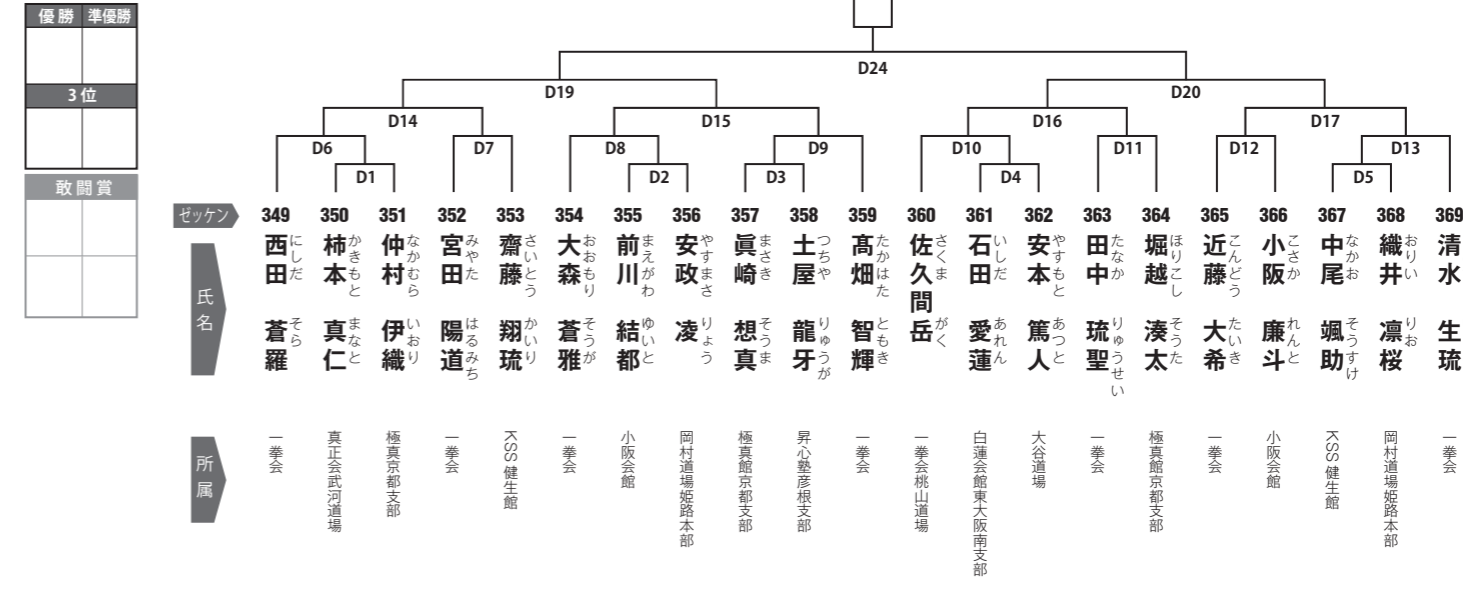 優勝 準優勝
3位
敢闘賞
D24
D19 D20
D14 D15 D16 D17
D6 D7 D8 D9 D10 D11 D12 D13
D1 D2 D3 D4 D5
ゼッケン 349 350 351 352 353 354 355 356 357 358 359 360 361 362 363 364 365 366 367 368 369
氏名
西田 蒼羅 にしだ そら
柿本 真仁 かきもと まなと
仲村 伊織 なかむら いおり
宮田 陽道 みやた はるみち
齋藤 翔琉 さいとう かいり
大森 蒼雅 おおもり そうが
前川 結都 まえがわ ゆいと
安政 凌 やすまさ りょう
眞崎 想真 まさき そうま
土屋 龍牙 つちや りゅうが
髙畑 智輝 たかはた ともき
佐久間 岳 さくま がく
石田 愛蓮 いしだ あれん
安本 篤人 やすもと あつと
田中 琉聖 たなか りゅうせい
堀越 湊太 ほりこし そうた
近藤 大希 こんどう たいき
小阪 廉斗 こさか れんと
中尾 颯助 なかお そうすけ
織井 凛桜 おりい りお
清水 生琉
所属
一拳会
真正会武河道場
極真京都支部
一拳会
KSS 健生館
一拳会
小阪会館
岡村道場姫路本部
極真館京都支部
昇心塾彦根支部
一拳会
一拳会桃山道場
白蓮会館東大阪南支部
大谷道場
一拳会
極真館京都支部
一拳会
小阪会館
KSS 健生館
岡村道場姫路本部
一拳会